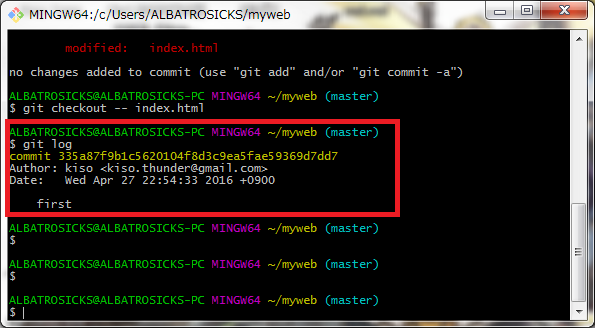 MINGW64:/c/Users/ALBATROSICKS/myweb
modified: index.html
no changes added to commit (use "git add" and/or "git commit -a")
ALBATROSICKS@ALBATROSICKS-PC MINGW64 ~/myweb (master)
$ git checkout -- index.html
ALBATROSICKS@ALBATROSICKS-PC MINGW64 ~/myweb (master)
$ git log
commit 335a87f9b1c5620104f8d3c9ea5fae59369d7dd7
Author: kiso <kiso.thunder@gmail.com>
Date: Wed Apr 27 22:54:33 2016 +0900
first
ALBATROSICKS@ALBATROSICKS-PC MINGW64 ~/myweb (master)
$
ALBATROSICKS@ALBATROSICKS-PC MINGW64 ~/myweb (master)
$
ALBATROSICKS@ALBATROSICKS-PC MINGW64 ~/myweb (master)
$